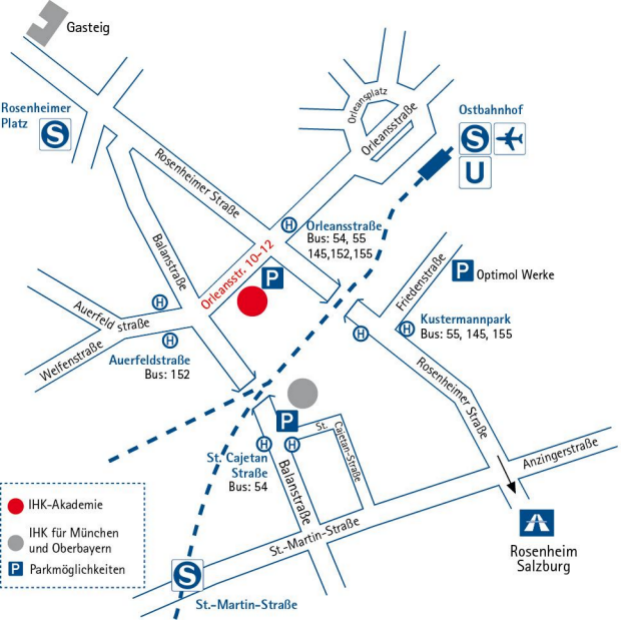 Gasteig
Rosenheimer
Platz
S
Orleansplatz
Orleansstraße
Ostbahnhof
S
U
Rosenheimer Straße
H
Orleansstraße
Bus: 54, 55
145,152,155
Orleansstr. 10-12
P
Balanstraße
P
Optimol Werke
Friedenstraße
H
Auerfeld straße
H
Auerfeldstraße
Bus: 152
Welfenstraße
H
H
Kustermannpark
Bus: 55, 145, 155
Rosenheimer Straße
P
St. Cajetan-Straße
H
H
St. Cajetan
Straße
Bus: 54
Balanstraße
Anzingerstraße
St.-Martin-Straße
IHK-Akademie
IHK für München
und Oberbayern
P
Parkmöglichkeiten
S
St.-Martin-Straße
Rosenheim
Salzburg